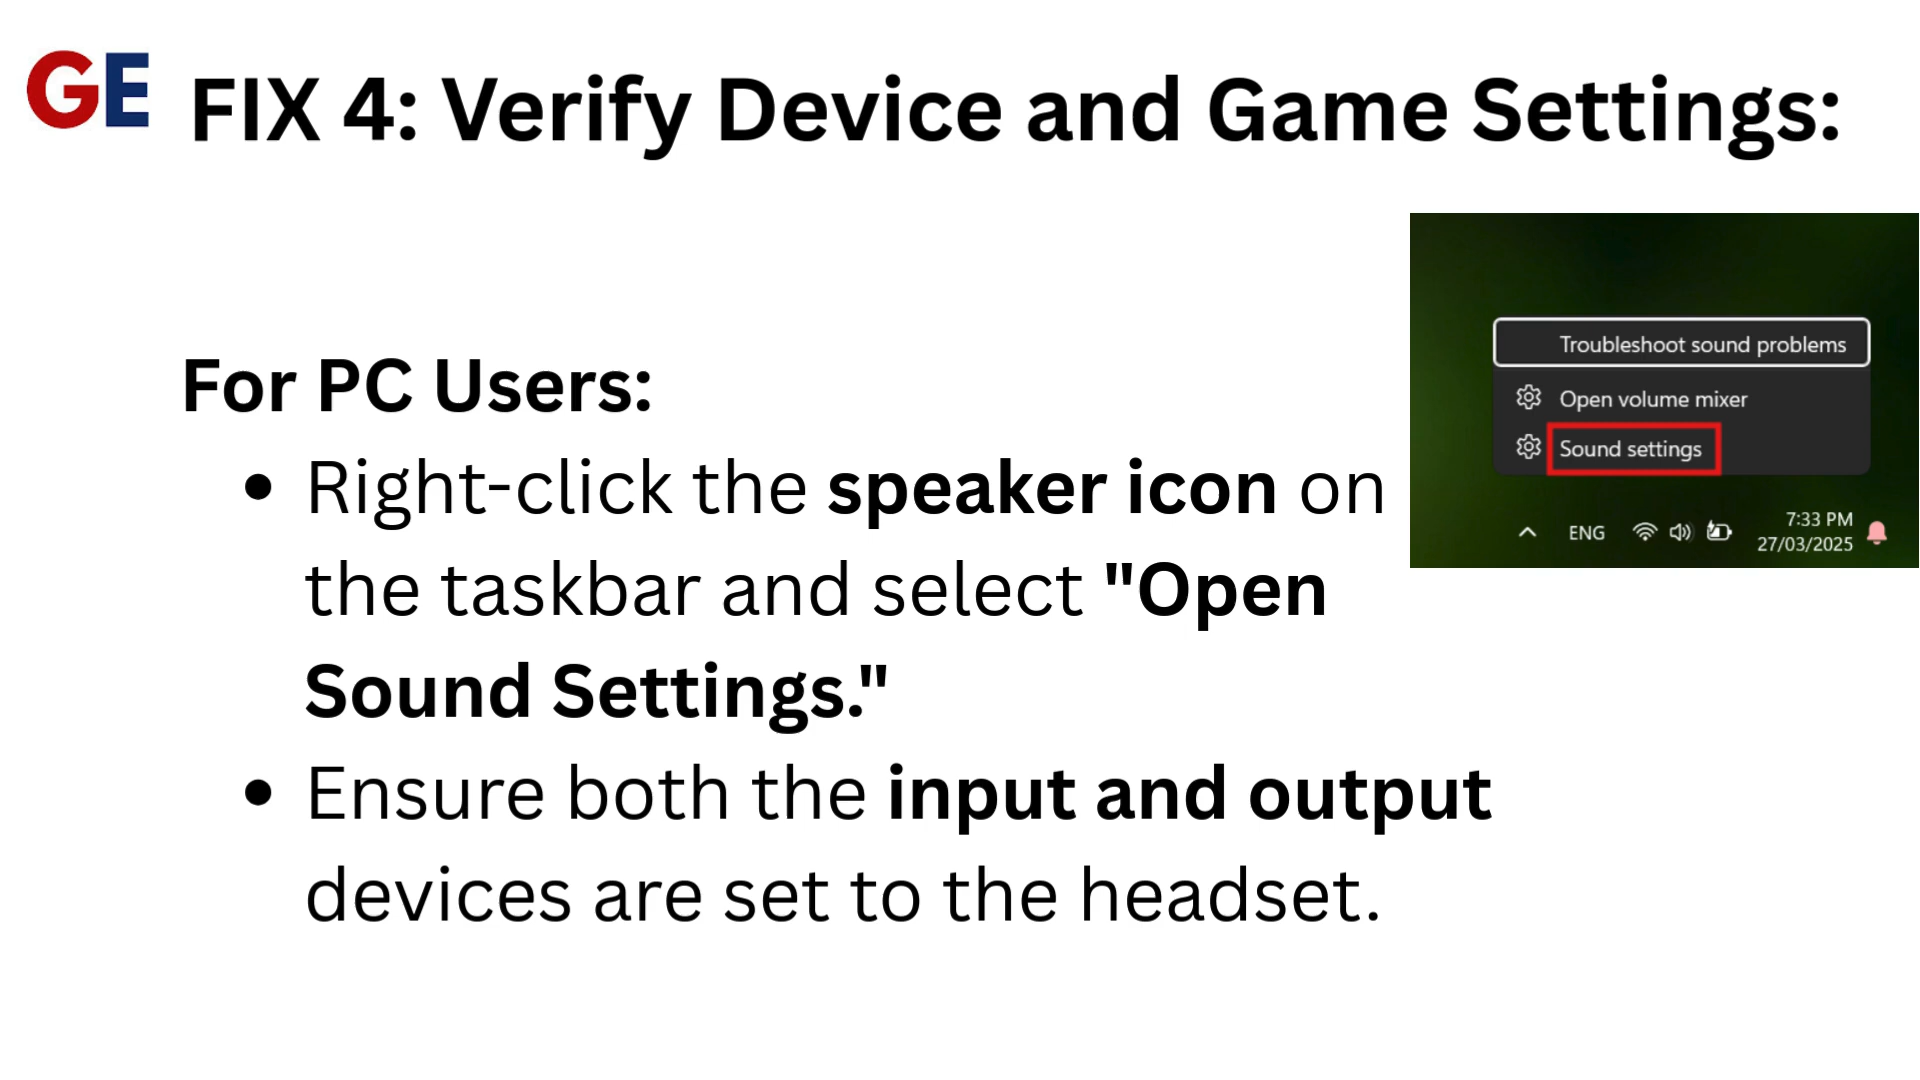 GE
FIX 4: Verify Device and Game Settings:
For PC Users:
• Right-click the speaker icon on
the taskbar and select "Open
Sound Settings."
• Ensure both the input and output
devices are set to the headset.
Troubleshoot sound problems
Open volume mixer
Sound settings
ENG
7:33 PM
27/03/2025